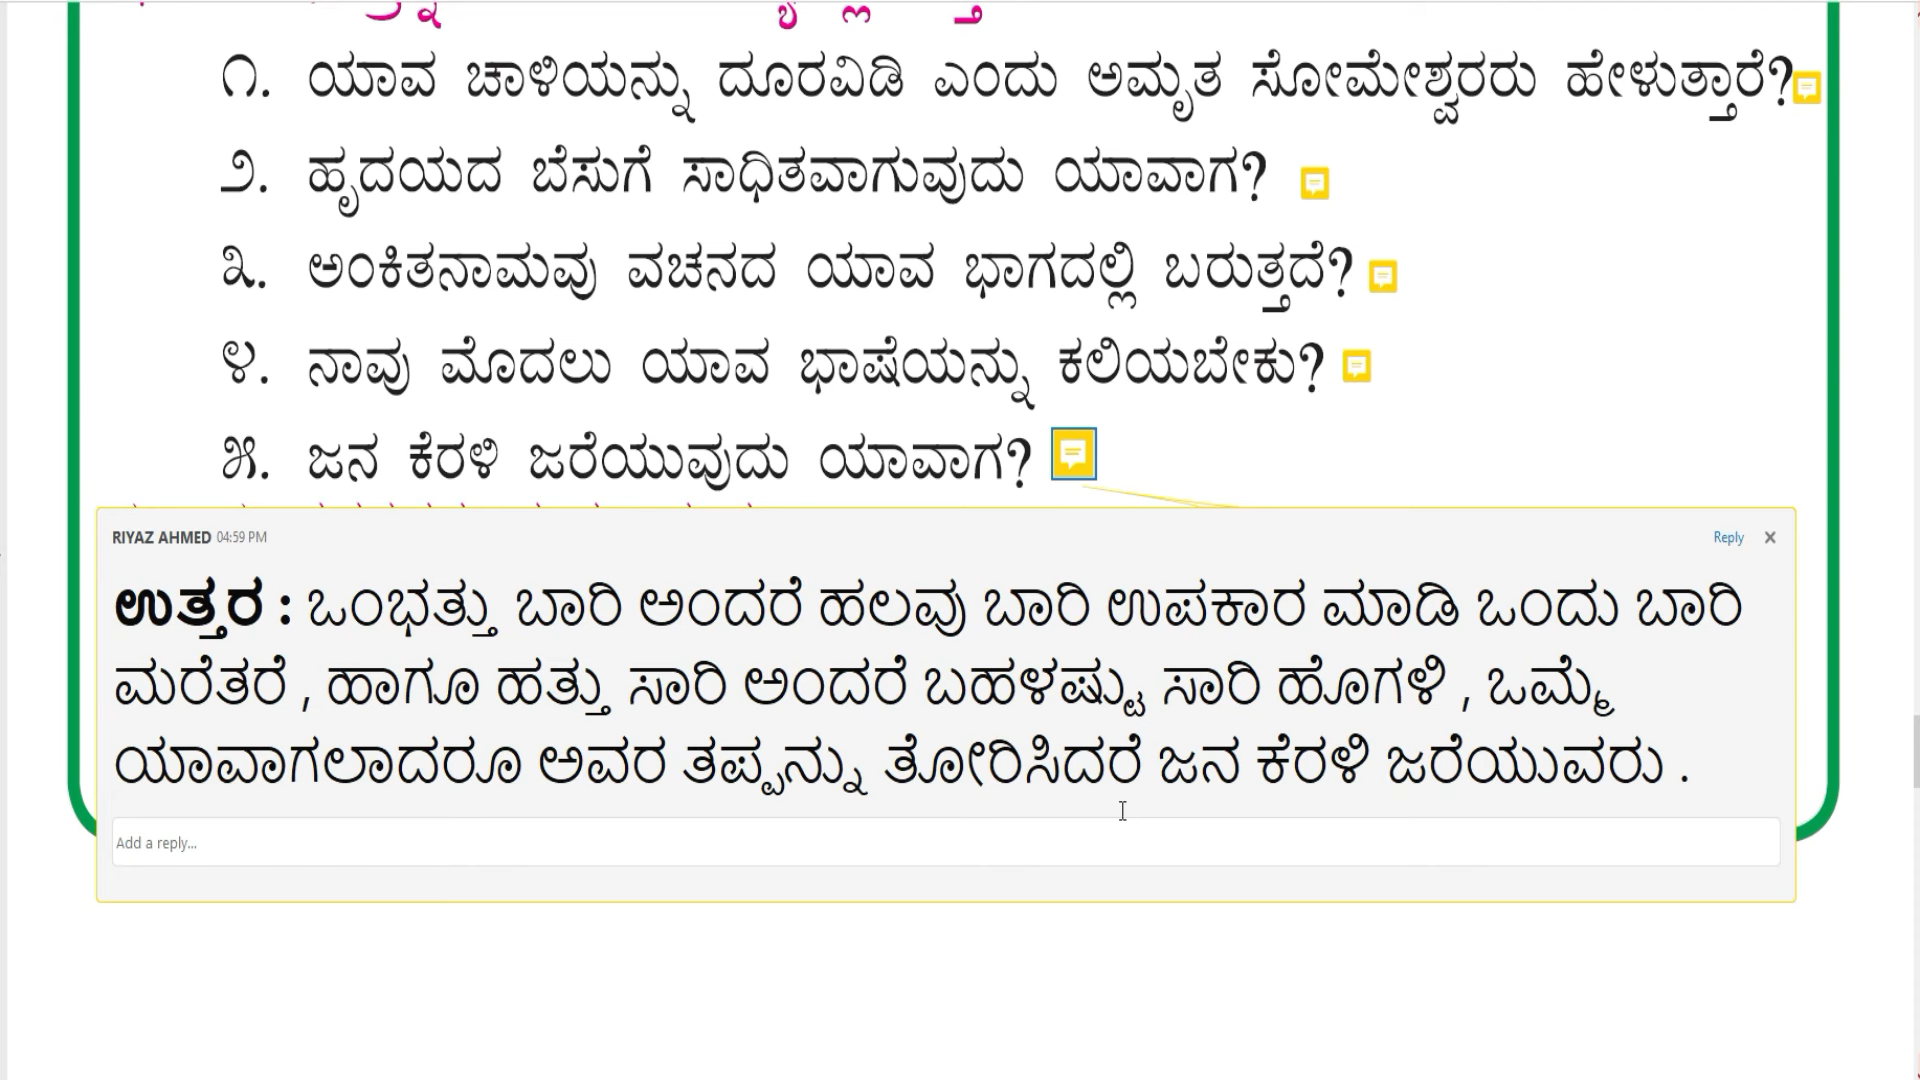 ೧. ಯಾವ ಚಾಳಿಯನ್ನು ದೂರವಿಡಿ ಎಂದು ಅಮೃತ ಸೋಮೇಶ್ವರರು ಹೇಳುತ್ತಾರೆ?
೨. ಹೃದಯದ ಬೆಸುಗೆ ಸಾಧಿತವಾಗುವುದು ಯಾವಾಗ?
೩. ಅಂಕಿತನಾಮವು ವಚನದ ಯಾವ ಭಾಗದಲ್ಲಿ ಬರುತ್ತದೆ?
೪. ನಾವು ಮೊದಲು ಯಾವ ಭಾಷೆಯನ್ನು ಕಲಿಯಬೇಕು?
೫. ಜನ ಕೆರಳಿ ಜರೆಯುವುದು ಯಾವಾಗ?
RIYAZ AHMED 04:59 PM Reply
ಉತ್ತರ : ಒಂಭತ್ತು ಬಾರಿ ಅಂದರೆ ಹಲವು ಬಾರಿ ಉಪಕಾರ ಮಾಡಿ ಒಂದು ಬಾರಿ
ಮರೆತರೆ , ಹಾಗೂ ಹತ್ತು ಸಾರಿ ಅಂದರೆ ಬಹಳಷ್ಟು ಸಾರಿ ಹೊಗಳಿ , ಒಮ್ಮೆ
ಯಾವಾಗಲಾದರೂ ಅವರ ತಪ್ಪನ್ನು ತೋರಿಸಿದರೆ ಜನ ಕೆರಳಿ ಜರೆಯುವರು .
Add a reply...